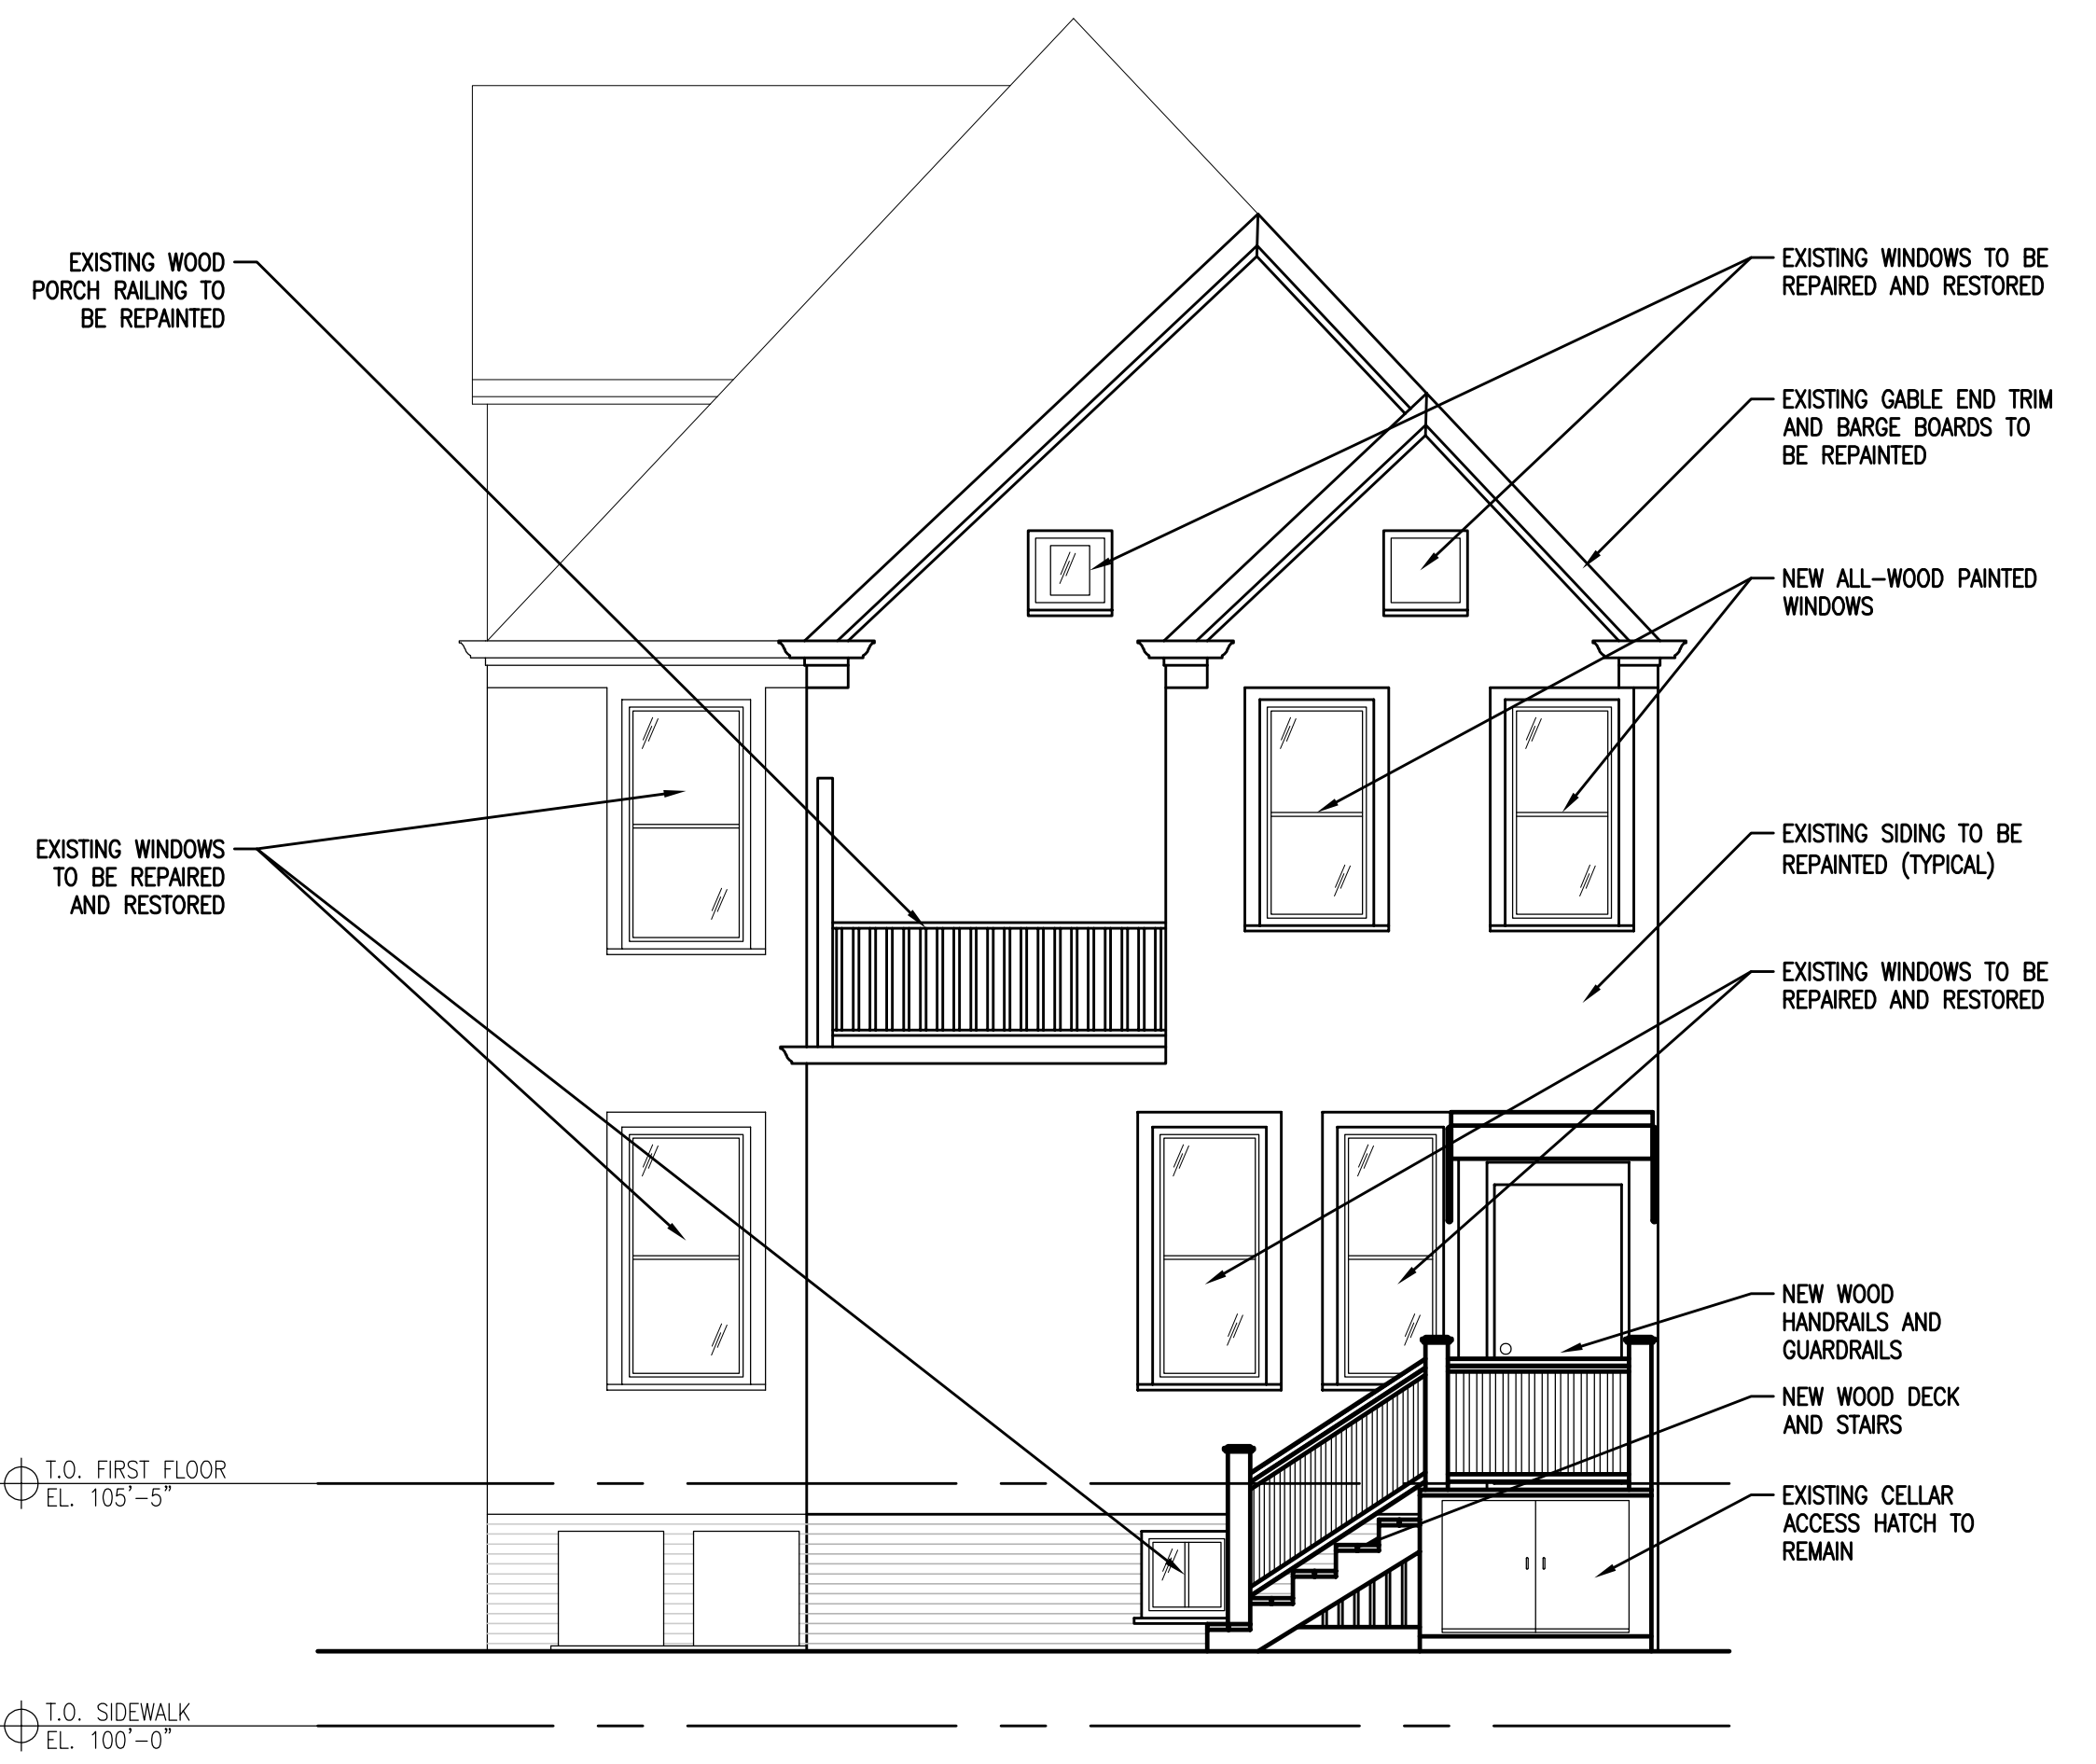 EXISTING WOOD
PORCH RAILING TO
BE REPAINTED
EXISTING WINDOWS
TO BE REPAIRED
AND RESTORED
T.O. FIRST FLOOR
EL. 105'-5"
T.O. SIDEWALK
EL. 100'-0"
EXISTING WINDOWS TO BE
REPAIRED AND RESTORED
EXISTING GABLE END TRIM
AND BARGE BOARDS TO
BE REPAINTED
NEW ALL-WOOD PAINTED
WINDOWS
EXISTING SIDING TO BE
REPAINTED (TYPICAL)
EXISTING WINDOWS TO BE
REPAIRED AND RESTORED
NEW WOOD
HANDRAILS AND
GUARDRAILS
NEW WOOD DECK
AND STAIRS
EXISTING CELLAR
ACCESS HATCH TO
REMAIN